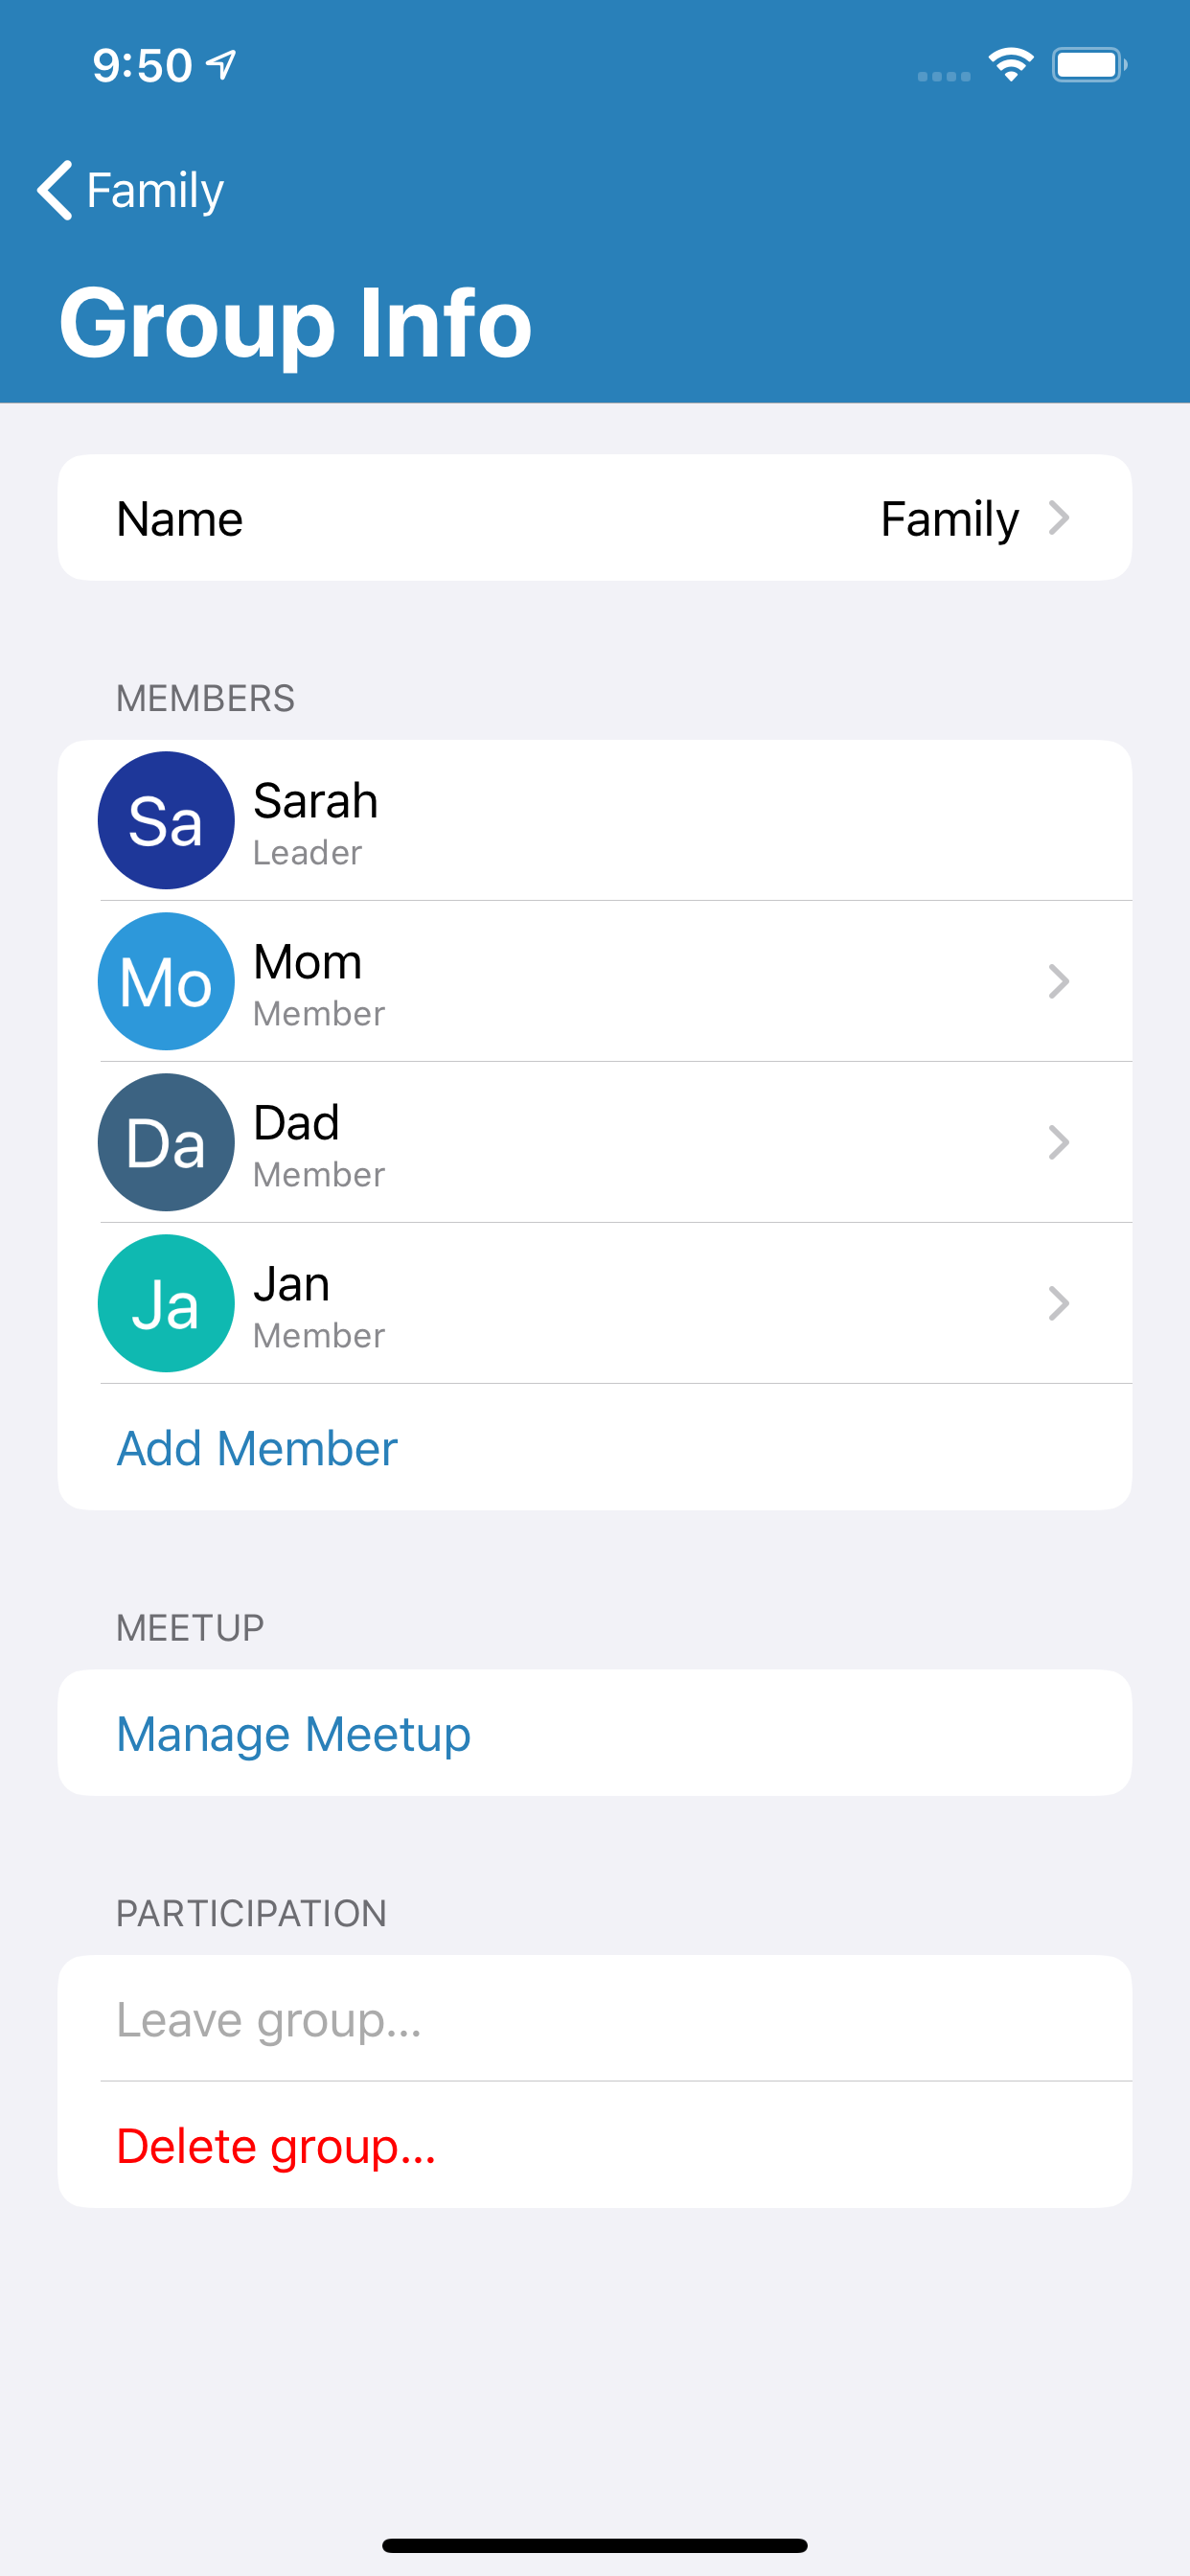 9:50
Family
Group Info
Name Family
MEMBERS
Sa Sarah
Leader
Mo Mom
Member
Da Dad
Member
Ja Jan
Member
Add Member
MEETUP
Manage Meetup
PARTICIPATION
Leave group...
Delete group...